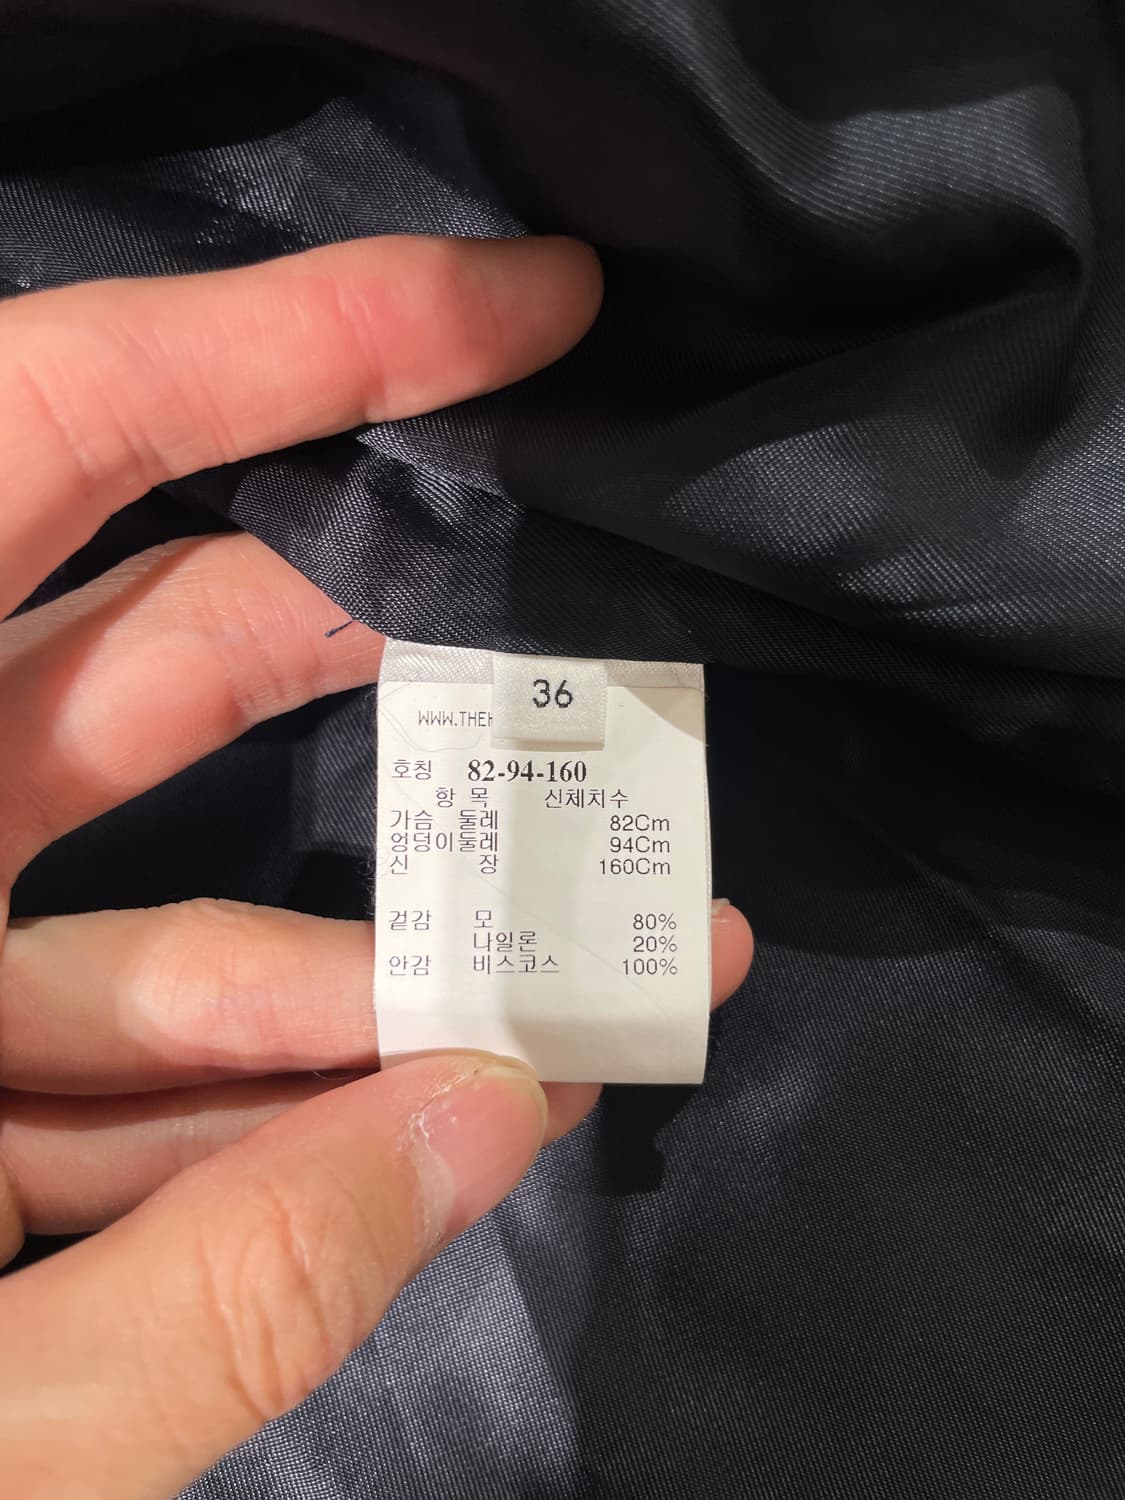 36
WWW.THEH
호칭 82-94-160
항 목 신체치수
가슴 둘레 82Cm
엉덩이둘레 94Cm
신 장 160Cm
겉감 모 80%
나일론 20%
안감 비스코스 100%